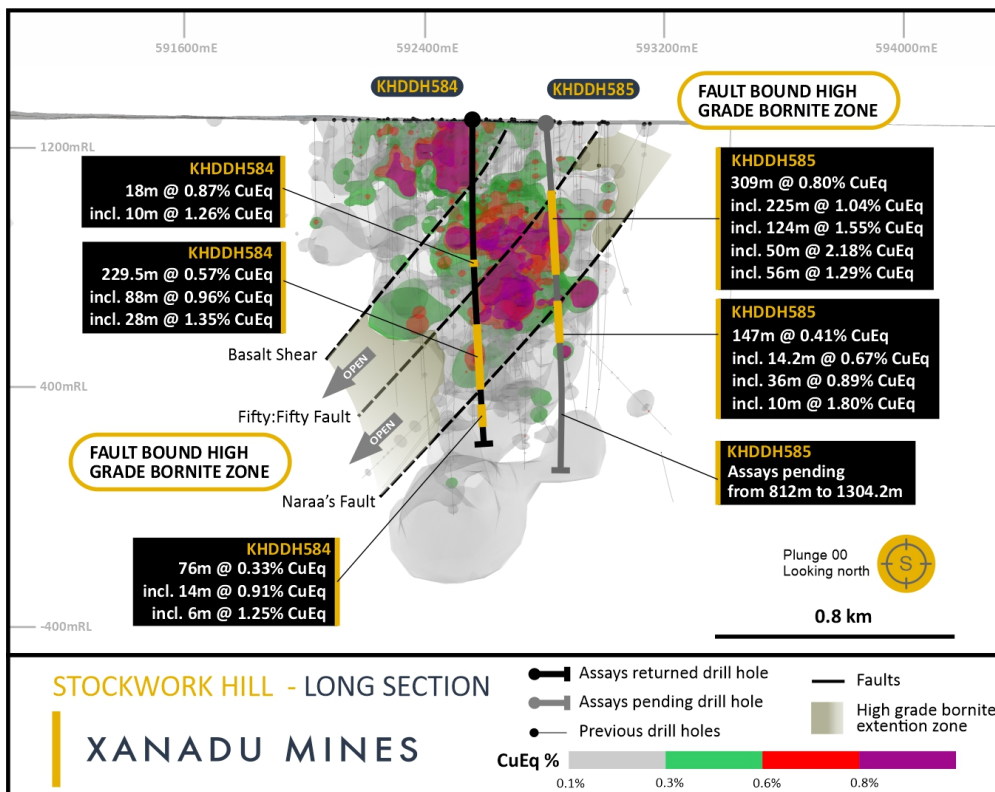 591600mE
592400mE
593200mE
594000mE
KHDDH584
KHDDH585
FAULT BOUND HIGH
GRADE BORNITE ZONE
1200mRL
KHDDH584
18m @ 0.87% CuEq
incl. 10m @ 1.26% CuEq
KHDDH584
229.5m @ 0.57% CuEq
incl. 88m @ 0.96% CuEq
incl. 28m @ 1.35% CuEq
KHDDH585
309m @ 0.80% CuEq
incl. 225m @ 1.04% CuEq
incl. 124m @ 1.55% CuEq
incl. 50m @ 2.18% CuEq
incl. 56m @ 1.29% CuEq
KHDDH585
147m @ 0.41% CuEq
incl. 14.2m @ 0.67% CuEq
incl. 36m @ 0.89% CuEq
incl. 10m @ 1.80% CuEq
Basalt Shear
OPEN
400mRL
Fifty:Fifty Fault
OPEN
FAULT BOUND HIGH
GRADE BORNITE ZONE
Naraa's Fault
KHDDH585
Assays pending
from 812m to 1304.2m
KHDDH584
76m @ 0.33% CuEq
incl. 14m @ 0.91% CuEq
incl. 6m @ 1.25% CuEq
Plunge 00
Looking north
S
0.8 km
-400mRL
STOCKWORK HILL - LONG SECTION
XANADU MINES
Assays returned drill hole
Assays pending drill hole
Previous drill holes
Faults
High grade bornite
extention zone
CuEq %
0.1%
0.3%
0.6%
0.8%